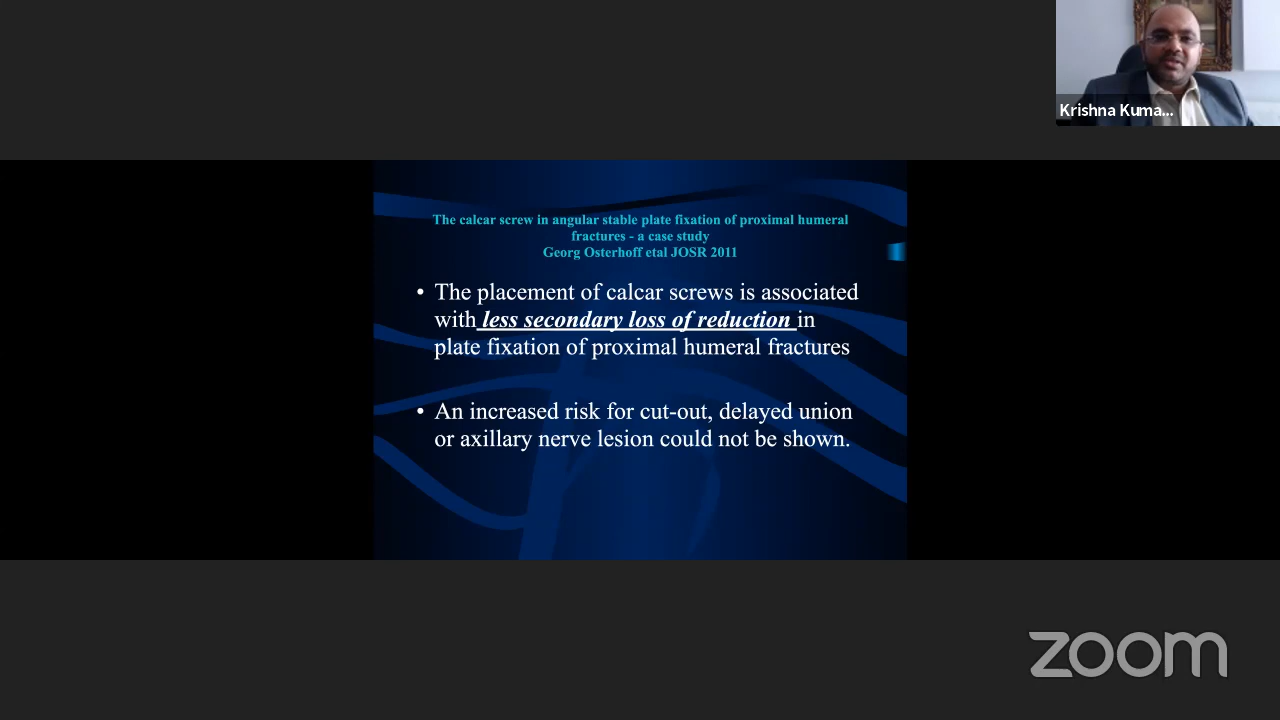 Krishna Kuma...
The calcar screw in angular stable plate fixation of proximal humeral
fractures - a case study
Georg Osterhoff etal JOSR 2011
• The placement of calcar screws is associated
with less secondary loss of reduction in
plate fixation of proximal humeral fractures
• An increased risk for cut-out, delayed union
or axillary nerve lesion could not be shown.
zoom